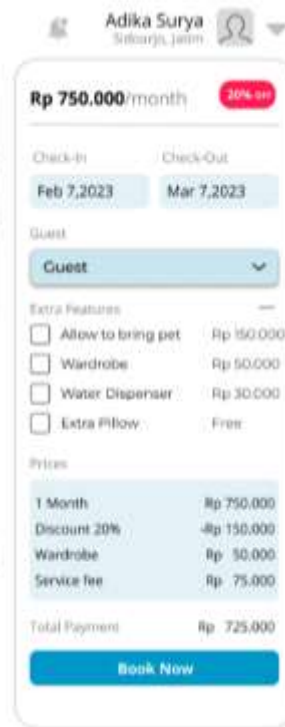 Adika Surya
Sidoarjo, Jatim
Rp 750.000/month 20% off
Check-In Check-Out
Feb 7,2023 Mar 7,2023
Guest
Guest
Extra Features
Allow to bring pet Rp 150.000
Wardrobe Rp 50.000
Water Dispenser Rp 30.000
Extra Pillow Free
Prices
1 Month Rp 750.000
Discount 20% -Rp 150.000
Wardrobe Rp 50.000
Service fee Rp 75.000
Total Payment Rp 725.000
Book Now